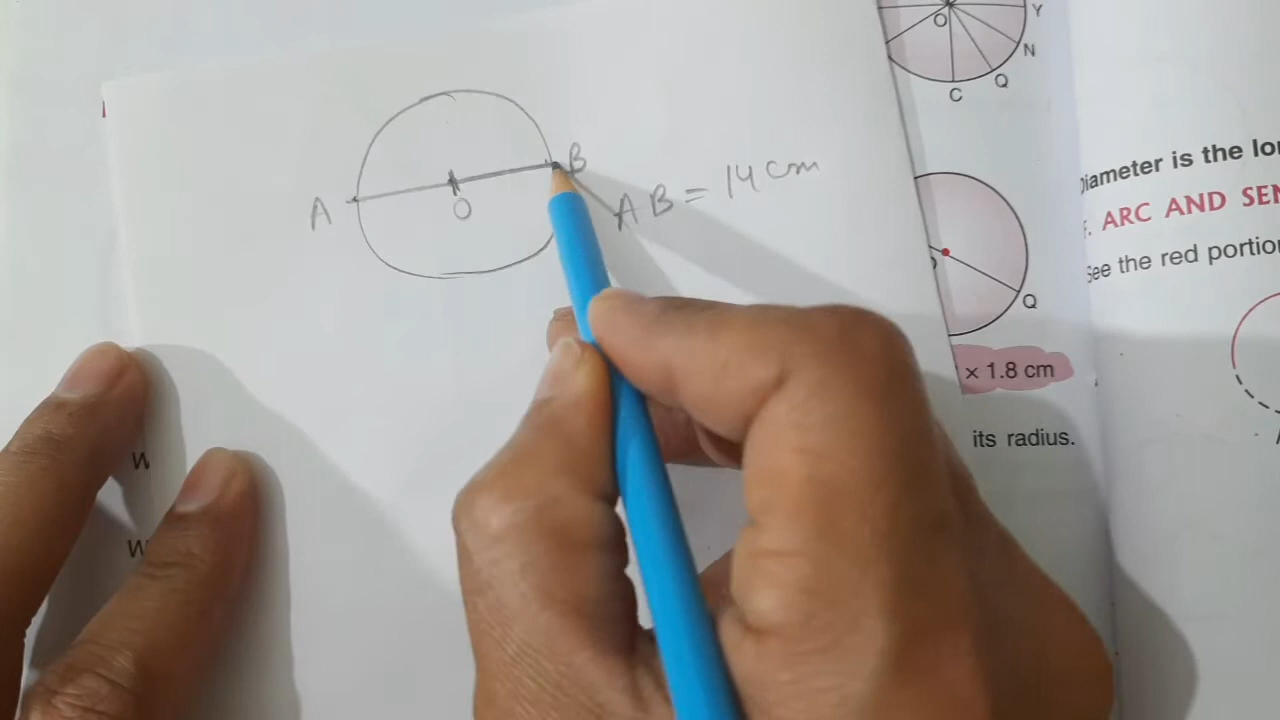 Y
O
N
Q
C
B
AB = 14 cm
A
O
Diameter is the lo
F. ARC AND SE
See the red portio
Q
× 1.8 cm
its radius.